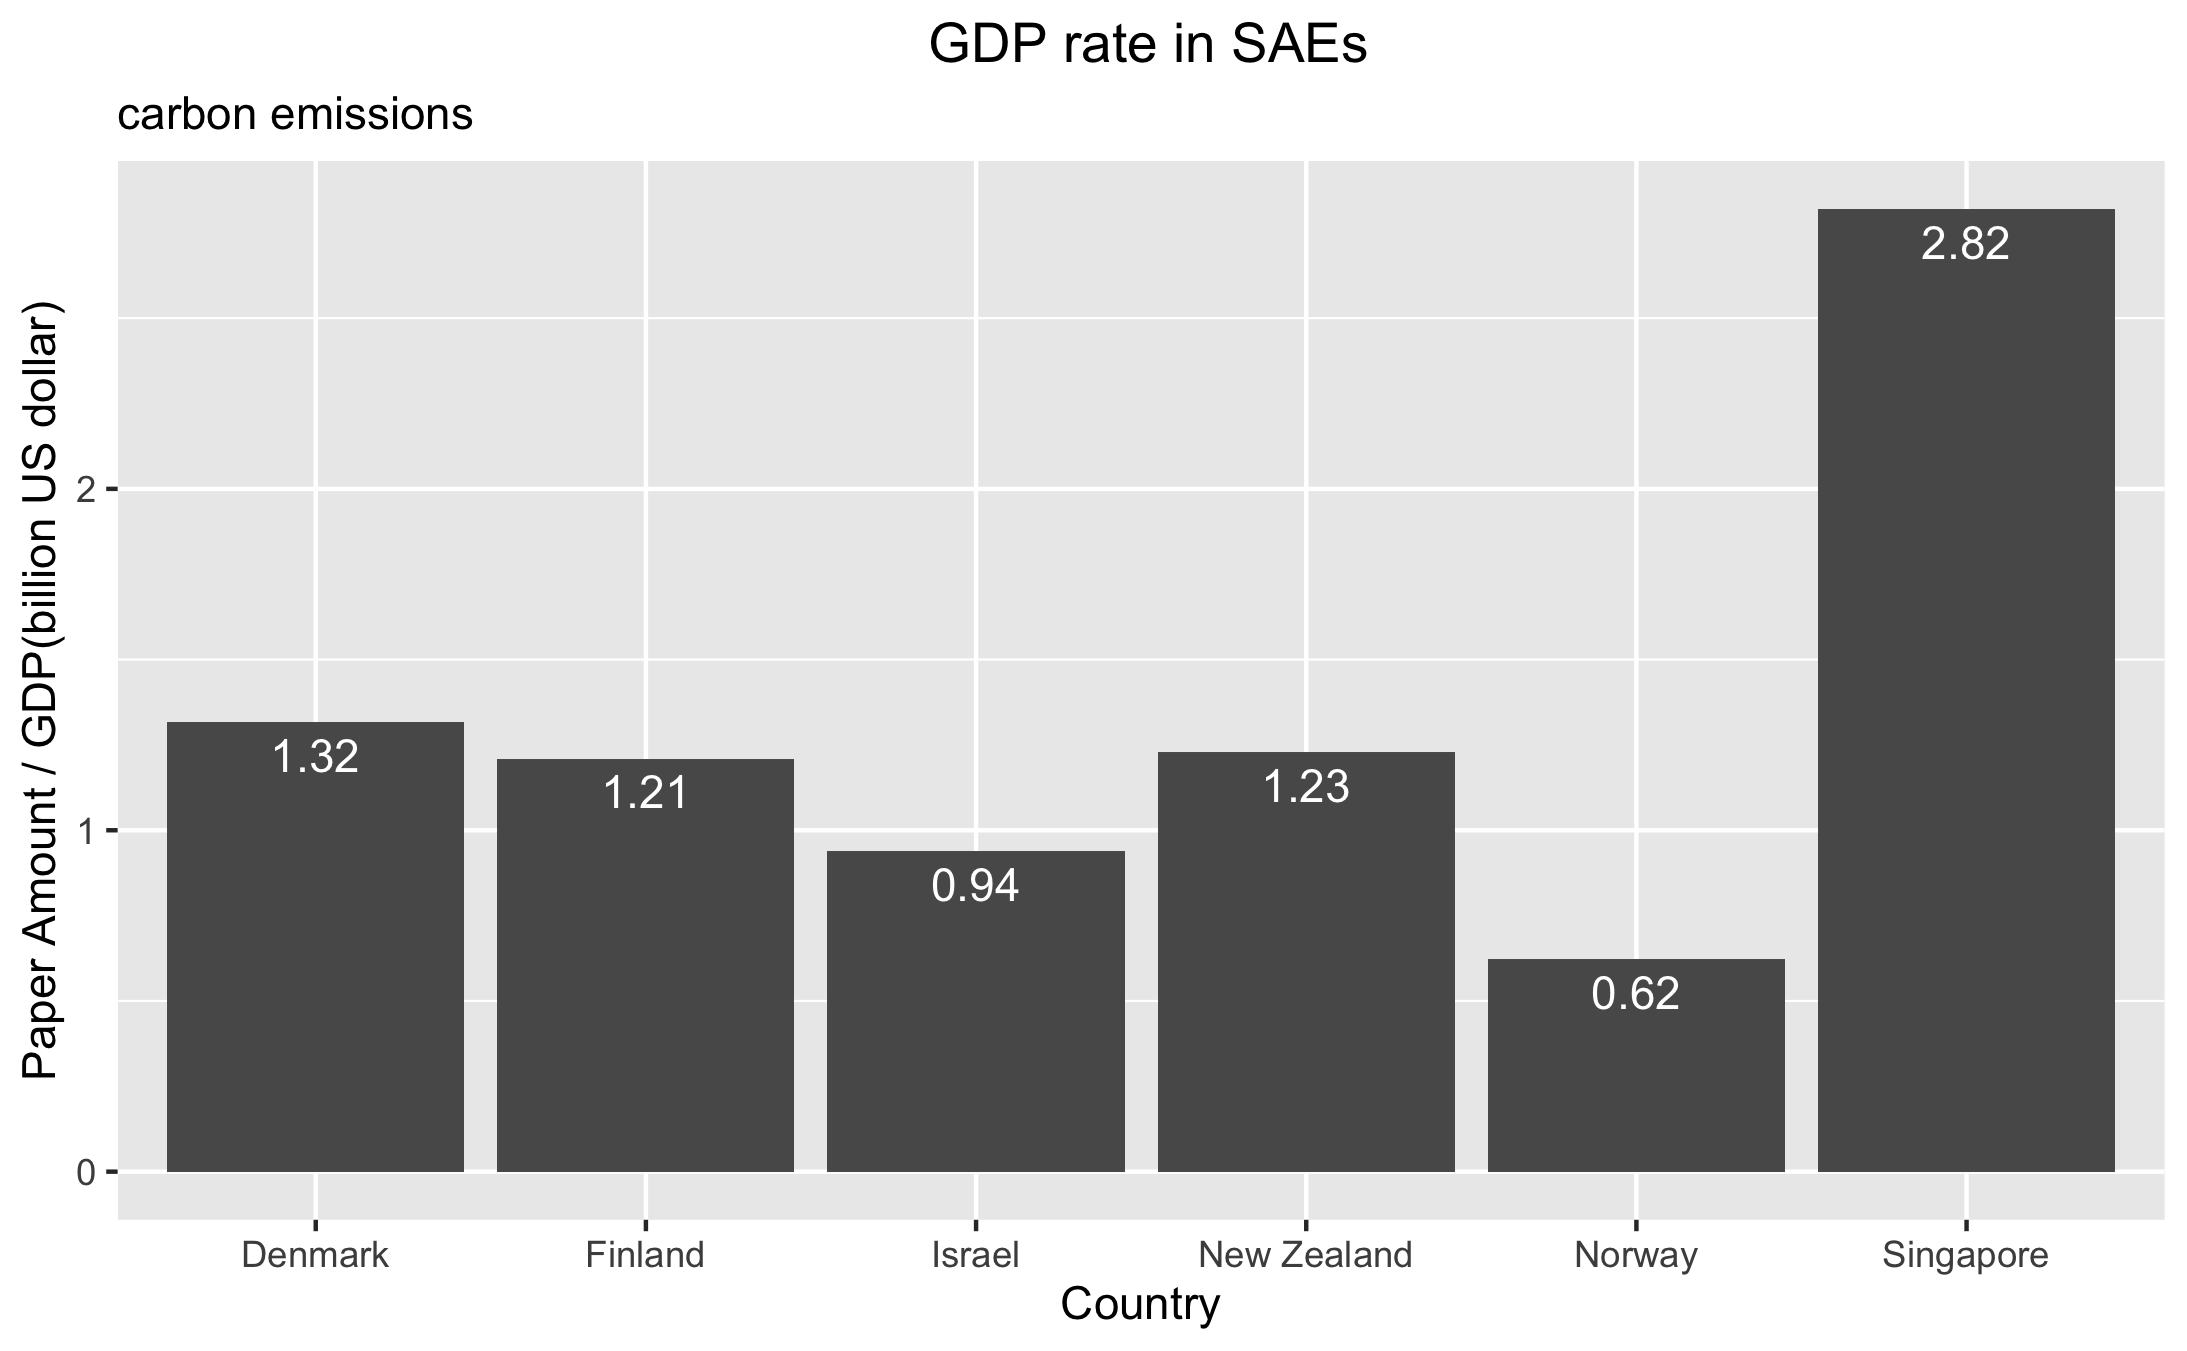 GDP rate in SAEs
carbon emissions
Paper Amount / GDP(billion US dollar)
2
1
0
1.32
1.21
0.94
1.23
0.62
2.82
Denmark
Finland
Israel
New Zealand
Norway
Singapore
Country